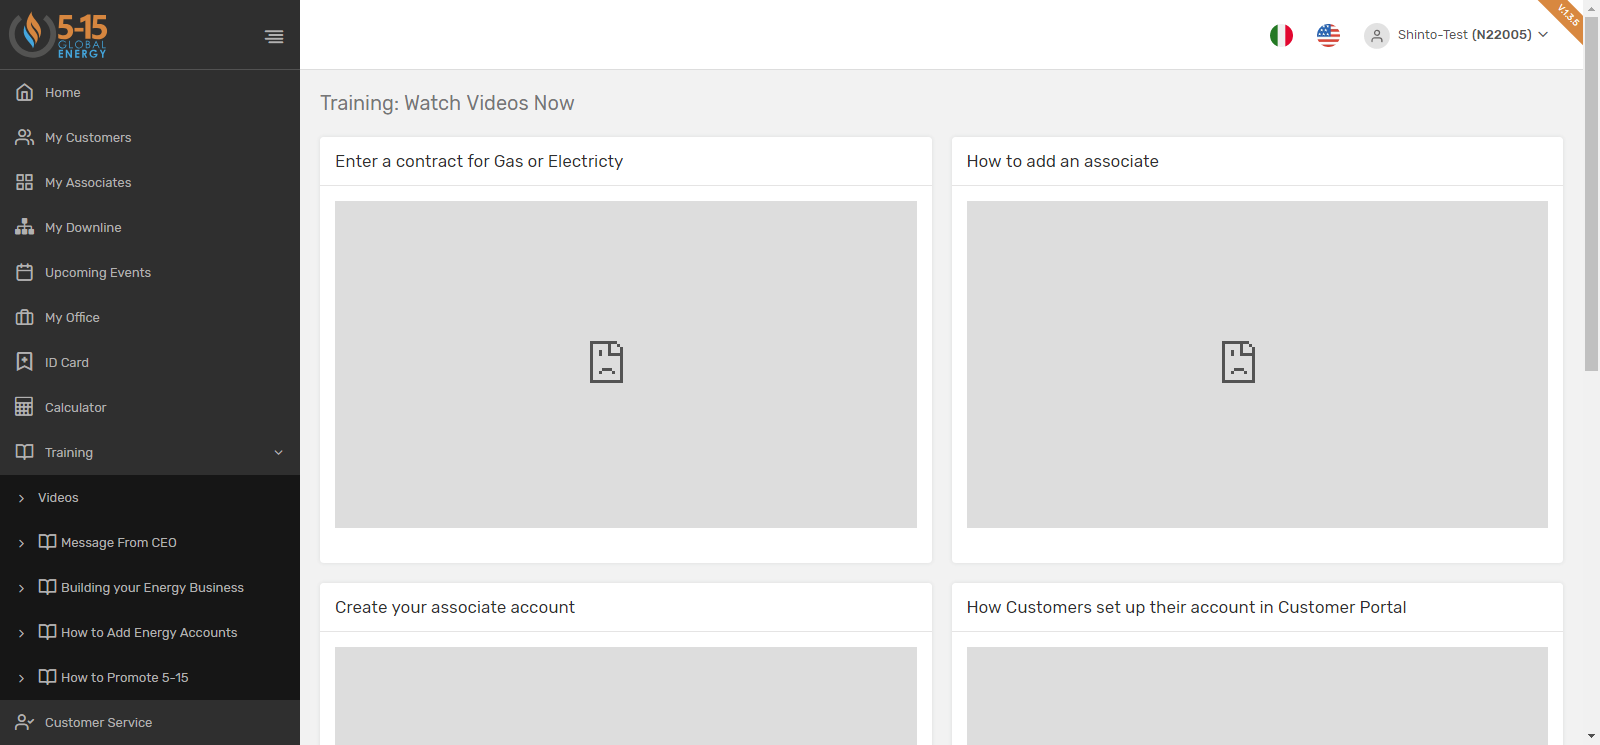 5-15
GLOBAL
ENERGY
Shinto-Test (N22005)
V.1.3.5
Home
My Customers
My Associates
My Downline
Upcoming Events
My Office
ID Card
Calculator
Training
Videos
Message From CEO
Building your Energy Business
How to Add Energy Accounts
How to Promote 5-15
Customer Service
Training: Watch Videos Now
Enter a contract for Gas or Electricty
How to add an associate
Create your associate account
How Customers set up their account in Customer Portal